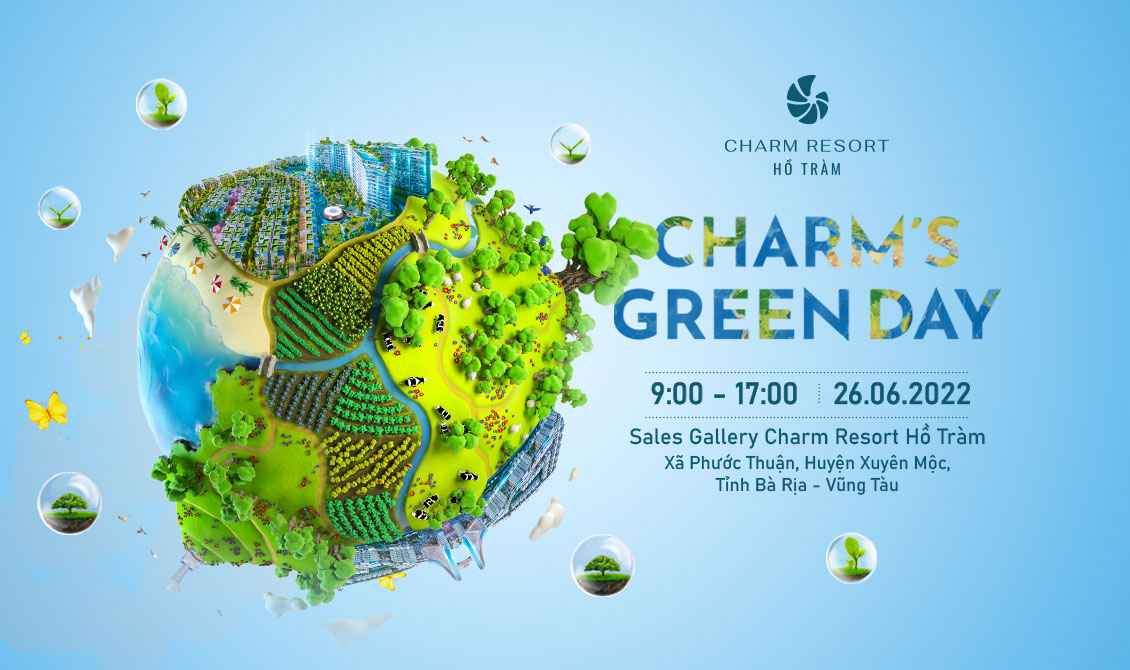 CHARM RESORT
HỒ TRÀM
CHARM'S
GREEN DAY
9:00 - 17:00 26.06.2022
Sales Gallery Charm Resort Hồ Tràm
Xã Phước Thuận, Huyện Xuyên Mộc,
Tỉnh Bà Rịa - Vũng Tàu